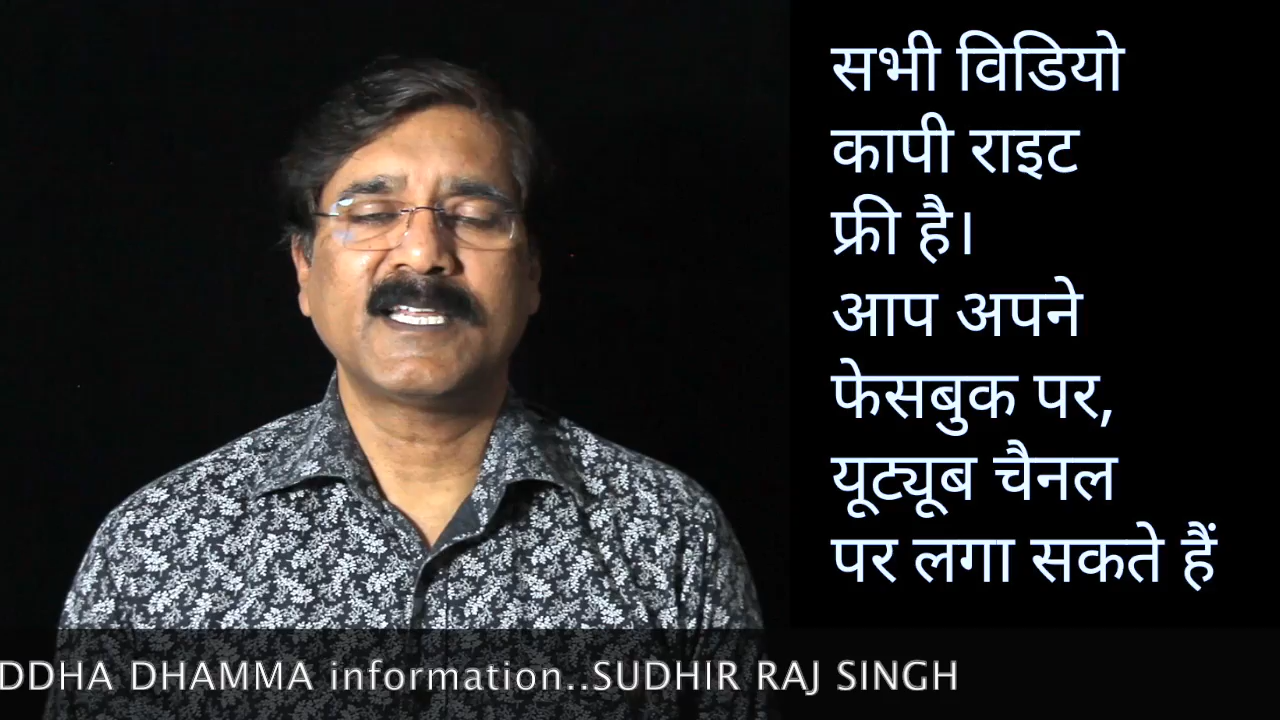 सभी विडियो
कापी राइट
फ्री है।
आप अपने
फेसबुक पर,
यूट्यूब चैनल
पर लगा सकते हैं
DDHA DHAMMA information..SUDHIR RAJ SINGH